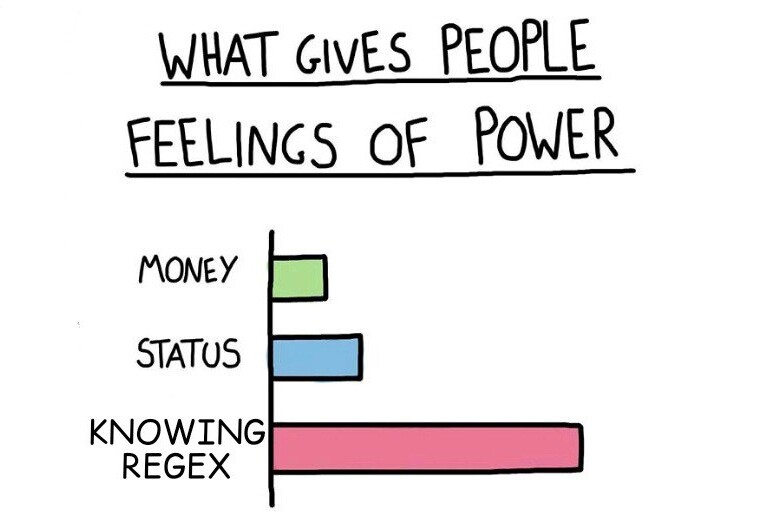 WHAT GIVES PEOPLE
FEELINGS OF POWER
MONEY
STATUS
KNOWING
REGEX